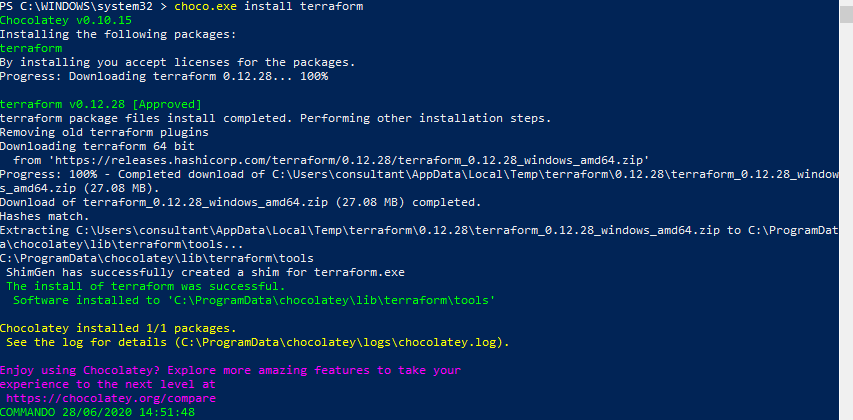 PS C:\WINDOWS\system32 > choco.exe install terraform
Chocolatey v0.10.15
Installing the following packages:
terraform
By installing you accept licenses for the packages.
Progress: Downloading terraform 0.12.28... 100%
terraform v0.12.28 [Approved]
terraform package files install completed. Performing other installation steps.
Removing old terraform plugins
Downloading terraform 64 bit
  from 'https://releases.hashicorp.com/terraform/0.12.28/terraform_0.12.28_windows_amd64.zip'
Progress: 100% - Completed download of C:\Users\consultant\AppData\Local\Temp\terraform\0.12.28\terraform_0.12.28_window
s_amd64.zip (27.08 MB).
Download of terraform_0.12.28_windows_amd64.zip (27.08 MB) completed.
Hashes match.
Extracting C:\Users\consultant\AppData\Local\Temp\terraform\0.12.28\terraform_0.12.28_windows_amd64.zip to C:\ProgramDat
a\chocolatey\lib\terraform\tools...
C:\ProgramData\chocolatey\lib\terraform\tools
 ShimGen has successfully created a shim for terraform.exe
 The install of terraform was successful.
  Software installed to 'C:\ProgramData\chocolatey\lib\terraform\tools'
Chocolatey installed 1/1 packages.
 See the log for details (C:\ProgramData\chocolatey\logs\chocolatey.log).
Enjoy using Chocolatey? Explore more amazing features to take your
experience to the next level at
 https://chocolatey.org/compare
COMMANDO 28/06/2020 14:51:48